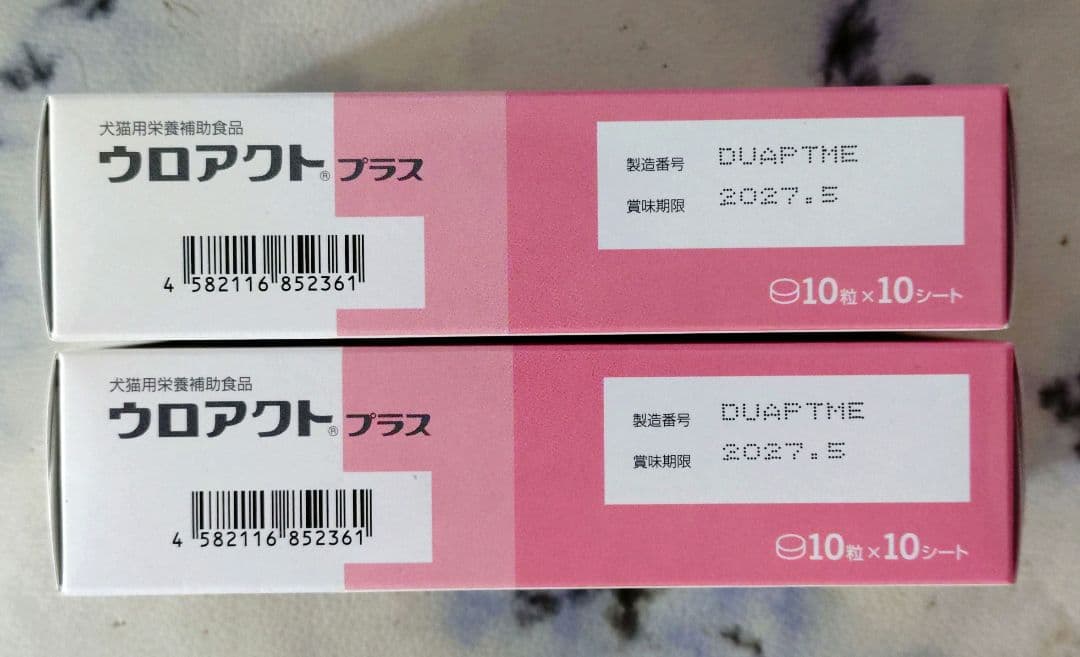 犬猫用栄養補助食品
ウロアクト® プラス
4 582116 852361
製造番号 DUAPTME
賞味期限 2027.5
10粒×10シート
犬猫用栄養補助食品
ウロアクト® プラス
4 582116 852361
製造番号 DUAPTME
賞味期限 2027.5
10粒×10シート